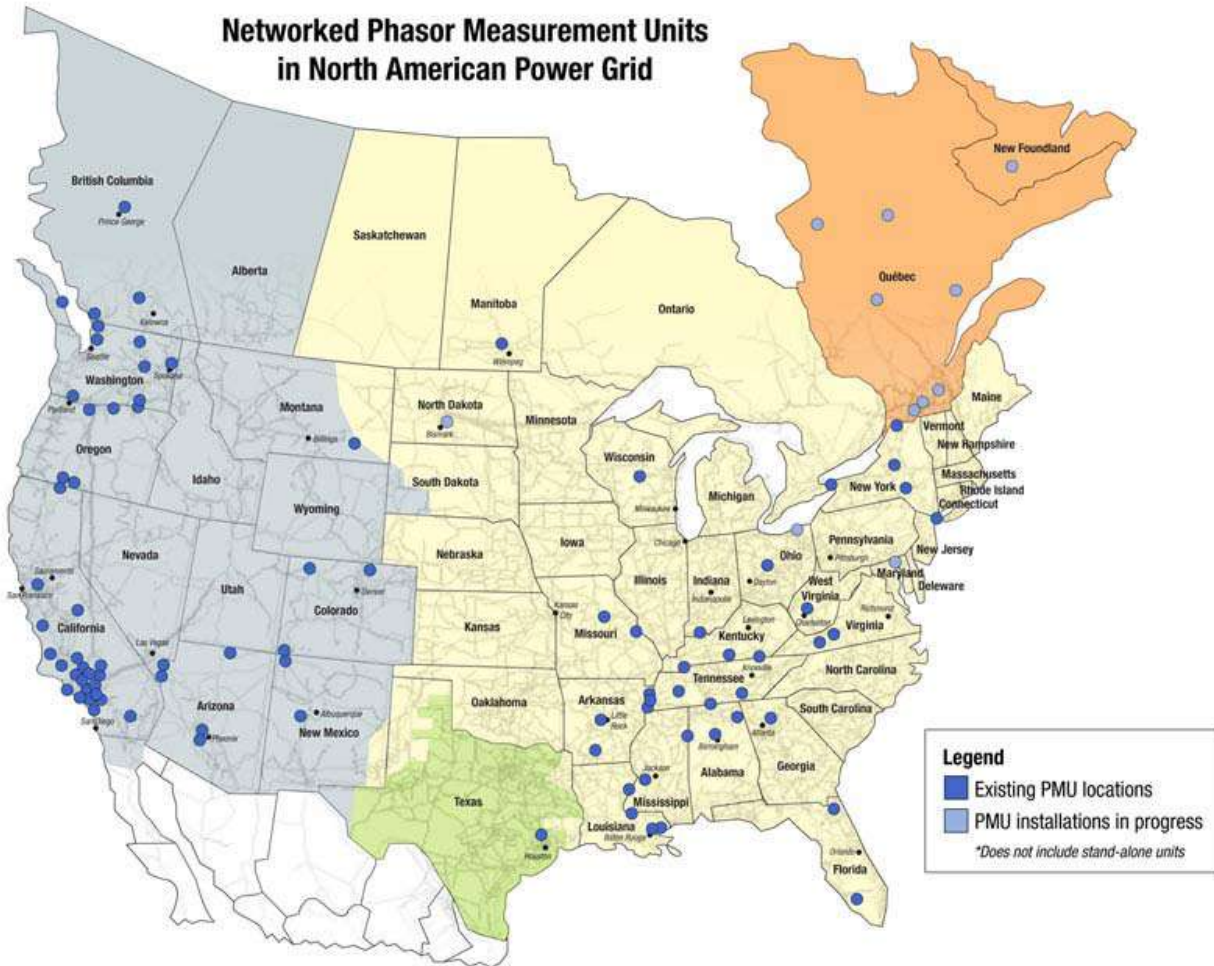 Networked Phasor Measurement Units
in North American Power Grid
British Columbia
Prince George
Alberta
Saskatchewan
Manitoba
Winnipeg
Ontario
Québec
New Foundland
Kelowna
Seattle
Spokane
Washington
Portland
Oregon
Montana
Billings
Idaho
Wyoming
North Dakota
Bismark
South Dakota
Minnesota
Wisconsin
Milwaukee
Michigan
Maine
Vermont
New Hampshire
Massachusetts
Rhode Island
Connecticut
New York
Pennsylvania
Pittsburgh
New Jersey
Maryland
Deleware
Nebraska
Iowa
Chicago
Illinois
Indiana
Indianapolis
Ohio
Dayton
West
Virginia
Charleston
Richmond
Virginia
Nevada
Utah
Colorado
Denver
Kansas
Kansas
City
Missouri
Lexington
Kentucky
Knoxville
Tennessee
North Carolina
South Carolina
Sacramento
San Francisco
California
Las Vegas
San Diego
Arizona
Phoenix
Albuquerque
New Mexico
Oaklahoma
Arkansas
Little
Rock
Texas
Houston
Jackson
Mississippi
Louisiana
Baton Rouge
Birmingham
Alabama
Atlanta
Georgia
Orlando
Florida
Legend
Existing PMU locations
PMU installations in progress
*Does not include stand-alone units